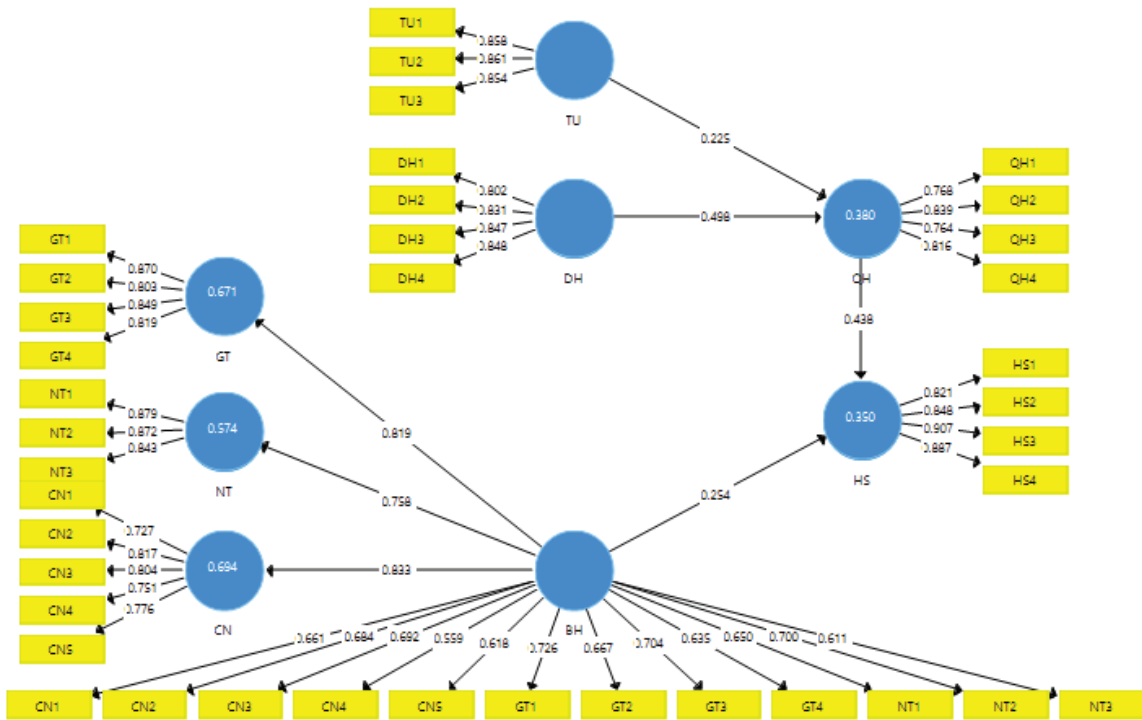 TU1
TU2
TU3
0.858
0.861
0.854
TU
0.225
DH1
DH2
DH3
DH4
0.802
0.831
0.847
0.848
DH
0.498
0.380
QH
0.768
0.839
0.764
0.816
QH1
QH2
QH3
QH4
0.438
GT1
GT2
GT3
GT4
0.870
0.803
0.849
0.819
0.671
GT
0.819
NT1
NT2
NT3
0.879
0.872
0.843
0.574
NT
0.758
CN1
CN2
CN3
CN4
CN5
0.727
0.817
0.804
0.751
0.776
0.694
CN
0.833
0.350
HS
0.821
0.848
0.907
0.887
HS1
HS2
HS3
HS4
0.254
BH
0.661
0.684
0.692
0.559
0.618
0.726
0.667
0.704
0.635
0.650
0.700
0.611
CN1
CN2
CN3
CN4
CN5
GT1
GT2
GT3
GT4
NT1
NT2
NT3